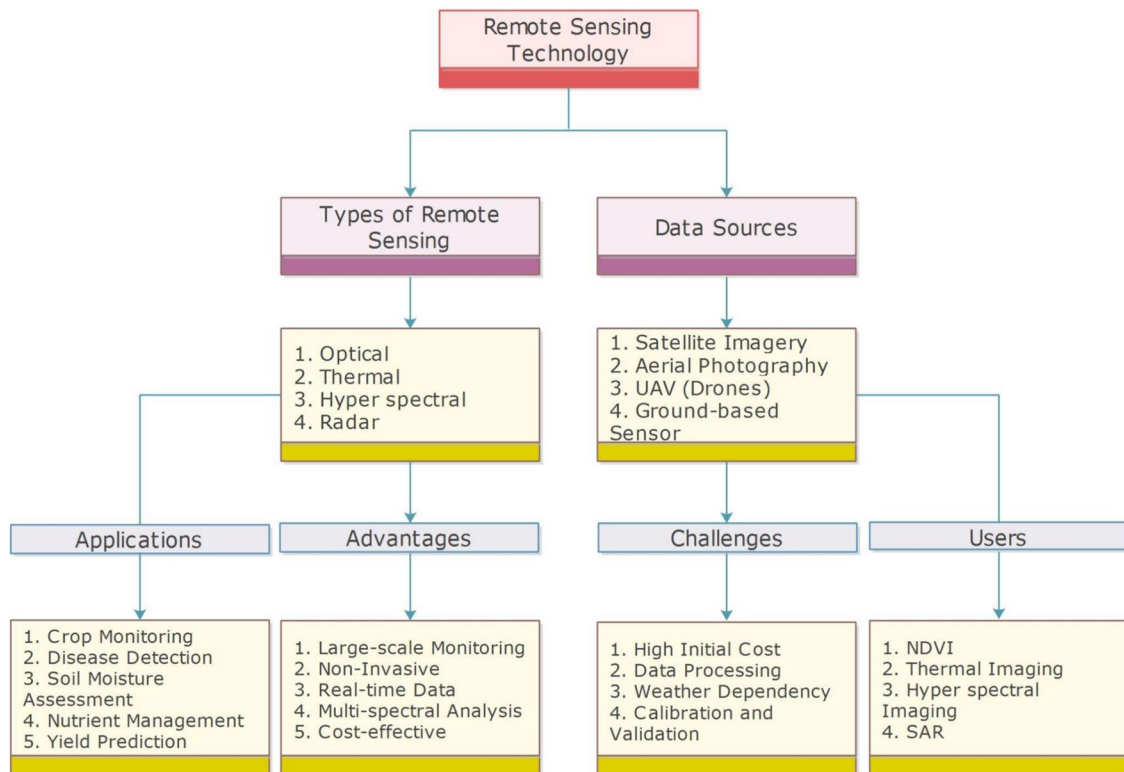 Remote Sensing
Technology
Types of Remote
Sensing
Data Sources
1. Optical
2. Thermal
3. Hyper spectral
4. Radar
1. Satellite Imagery
2. Aerial Photography
3. UAV (Drones)
4. Ground-based
Sensor
Applications
Advantages
Challenges
Users
1. Crop Monitoring
2. Disease Detection
3. Soil Moisture
Assessment
4. Nutrient Management
5. Yield Prediction
1. Large-scale Monitoring
2. Non-Invasive
3. Real-time Data
4. Multi-spectral Analysis
5. Cost-effective
1. High Initial Cost
2. Data Processing
3. Weather Dependency
4. Calibration and
Validation
1. NDVI
2. Thermal Imaging
3. Hyper spectral
Imaging
4. SAR